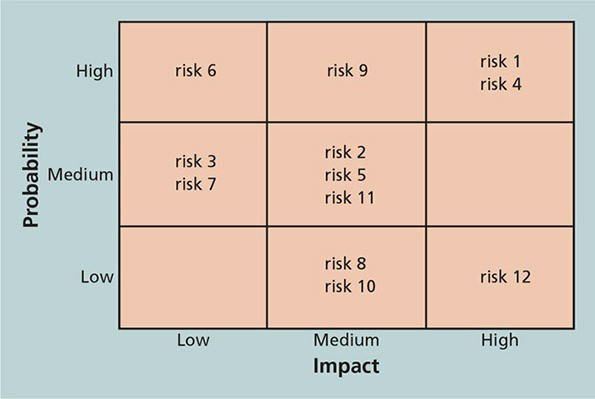 Probability
High
risk 6
risk 9
risk 1
risk 4
Medium
risk 3
risk 7
risk 2
risk 5
risk 11
Low
risk 8
risk 10
risk 12
Low
Medium
High
Impact